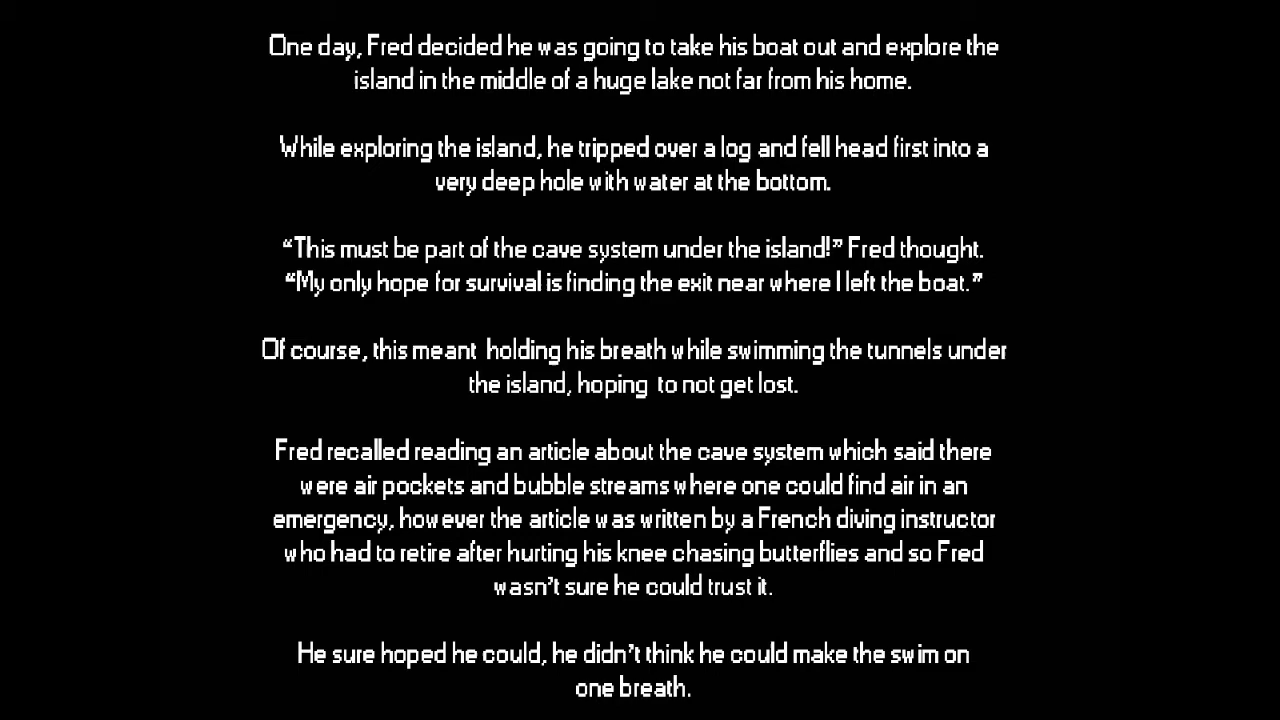 One day, Fred decided he was going to take his boat out and explore the
island in the middle of a huge lake not far from his home.
While exploring the island, he tripped over a log and fell head first into a
very deep hole with water at the bottom.
“This must be part of the cave system under the island!” Fred thought.
“My only hope for survival is finding the exit near where I left the boat.”
Of course, this meant holding his breath while swimming the tunnels under
the island, hoping to not get lost.
Fred recalled reading an article about the cave system which said there
were air pockets and bubble streams where one could find air in an
emergency, however the article was written by a French diving instructor
who had to retire after hurting his knee chasing butterflies and so Fred
wasn’t sure he could trust it.
He sure hoped he could, he didn’t think he could make the swim on
one breath.